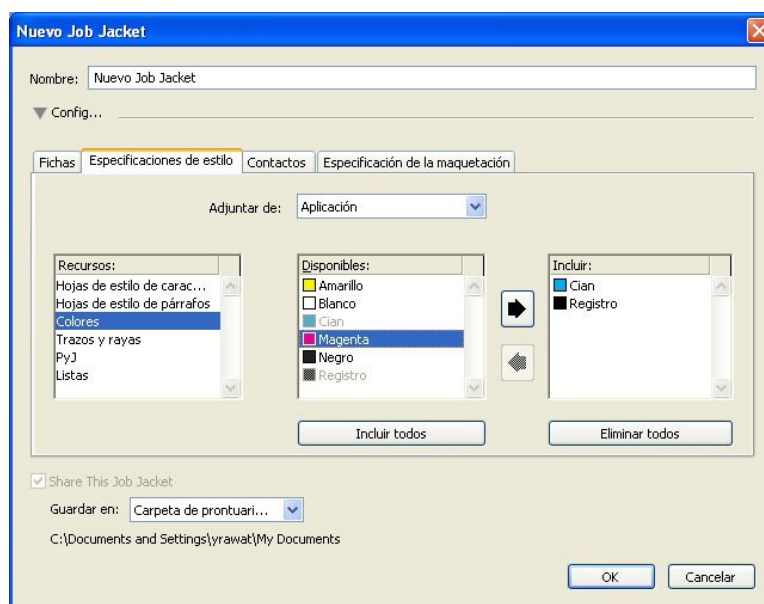 Nuevo Job Jacket
Nombre: Nuevo Job Jacket
Config...
Fichas Especificaciones de estilo Contactos Especificación de la maquetación
Adjuntar de: Aplicación
Recursos:
Hojas de estilo de carac...
Hojas de estilo de párrafos
Colores
Trazos y rayas
PyJ
Listas
Disponibles:
Amarillo
Blanco
Cian
Magenta
Negro
Registro
Incluir:
Cian
Registro
Incluir todos
Eliminar todos
Share This Job Jacket
Guardar en: Carpeta de prontuari...
C:\Documents and Settings\yrawat\My Documents
OK Cancelar